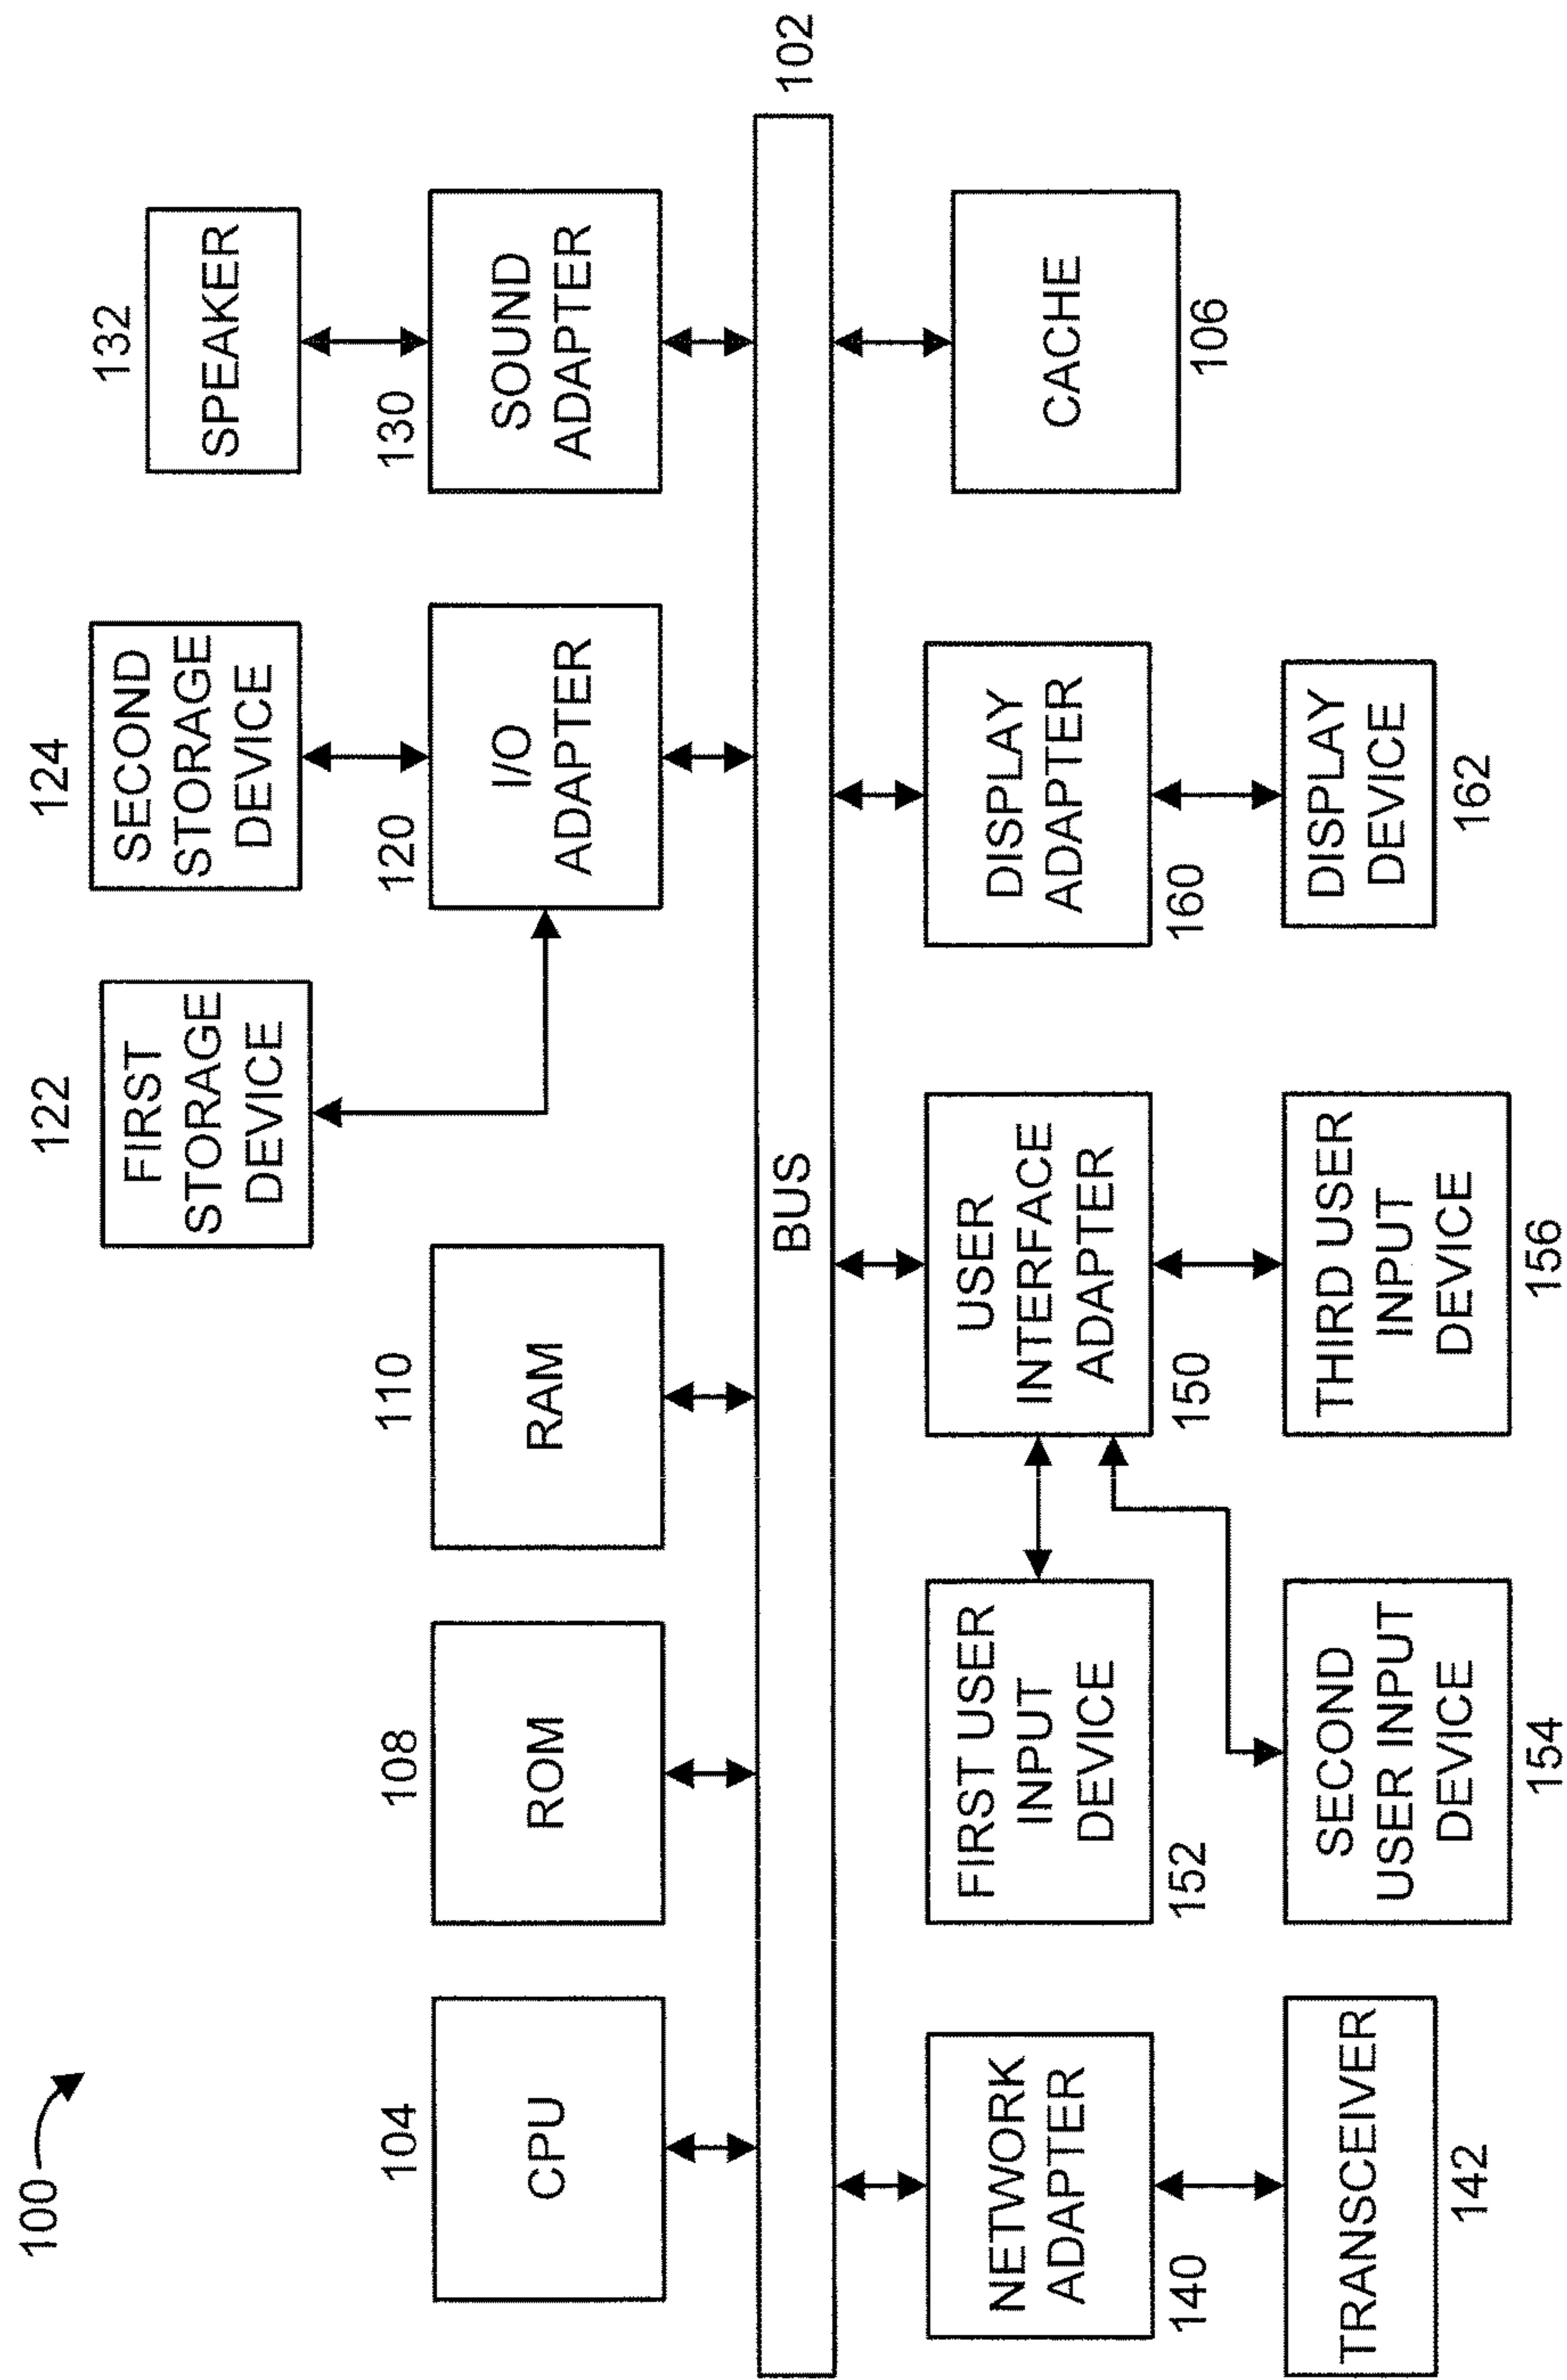 100
122
FIRST
STORAGE
DEVICE
124
SECOND
STORAGE
DEVICE
132
SPEAKER
104
CPU
108
ROM
110
RAM
120
I/O
ADAPTER
130
SOUND
ADAPTER
BUS
102
NETWORK
ADAPTER
140
FIRST USER
INPUT
DEVICE
152
USER
INTERFACE
ADAPTER
150
DISPLAY
ADAPTER
160
CACHE
106
TRANSCEIVER
142
SECOND
USER INPUT
DEVICE
154
THIRD USER
INPUT
DEVICE
156
DISPLAY
DEVICE
162